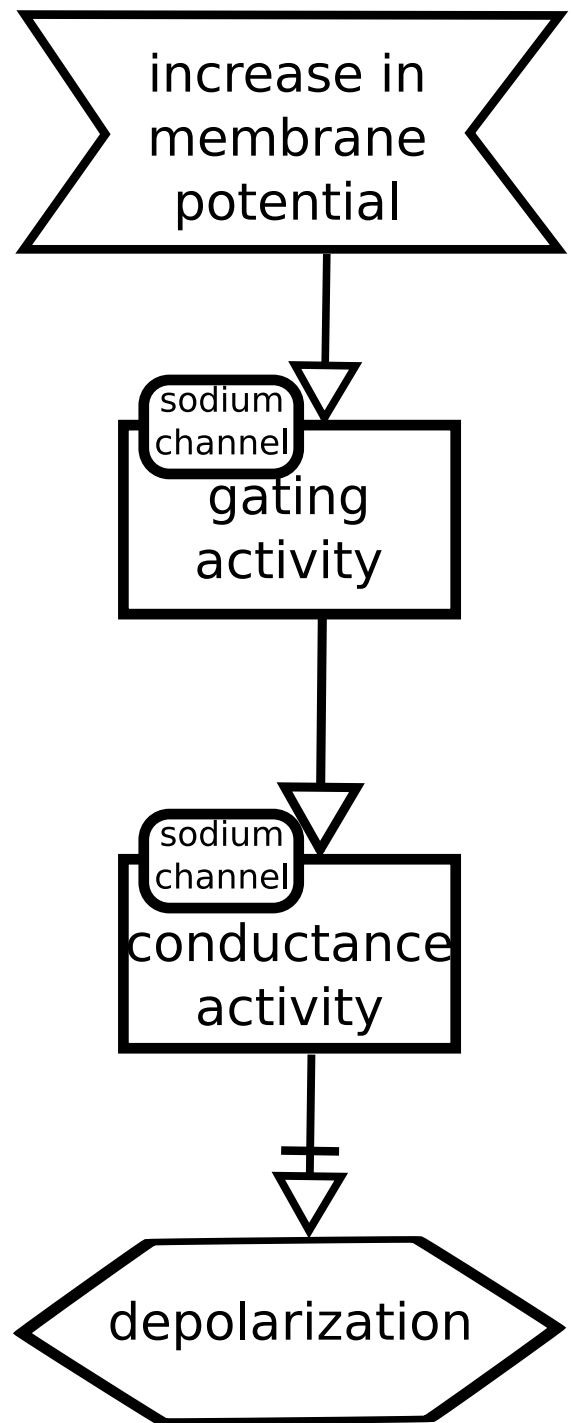 increase in
membrane
potential
sodium
channel
gating
activity
sodium
channel
conductance
activity
depolarization